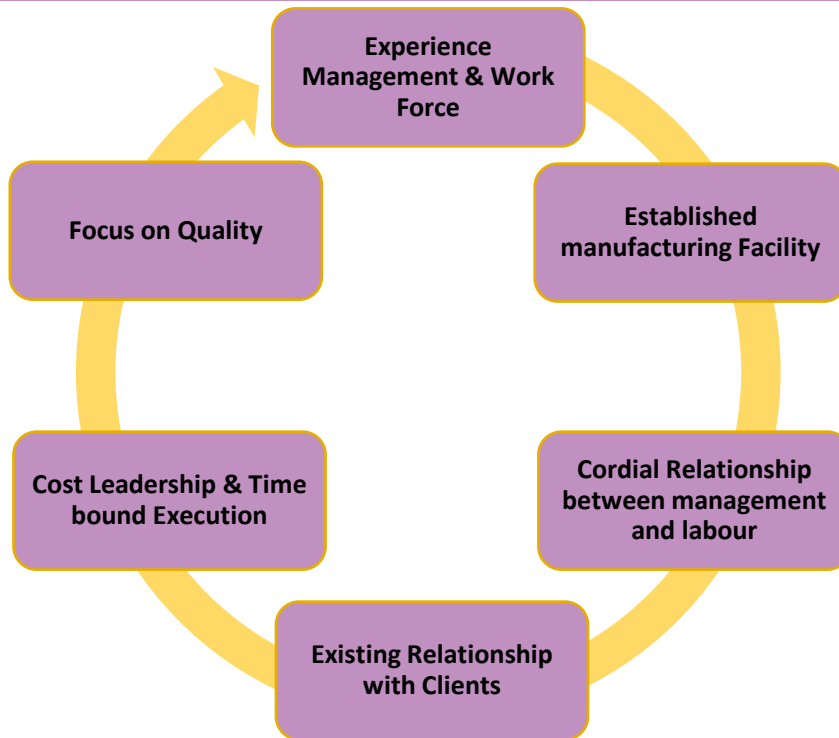 Experience
Management & Work
Force
Established
manufacturing Facility
Cordial Relationship
between management
and labour
Existing Relationship
with Clients
Cost Leadership & Time
bound Execution
Focus on Quality